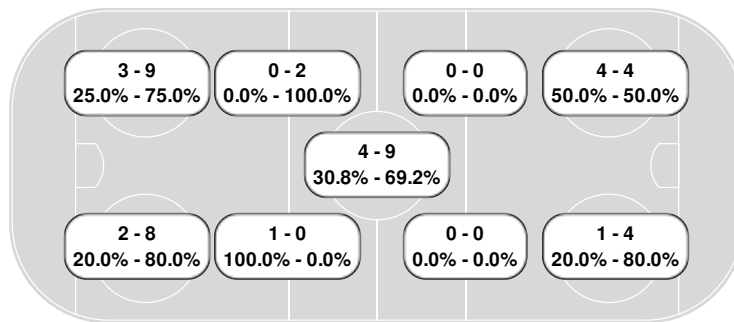 3 - 9
25.0% - 75.0%
0 - 2
0.0% - 100.0%
0 - 0
0.0% - 0.0%
4 - 4
50.0% - 50.0%
4 - 9
30.8% - 69.2%
2 - 8
20.0% - 80.0%
1 - 0
100.0% - 0.0%
0 - 0
0.0% - 0.0%
1 - 4
20.0% - 80.0%